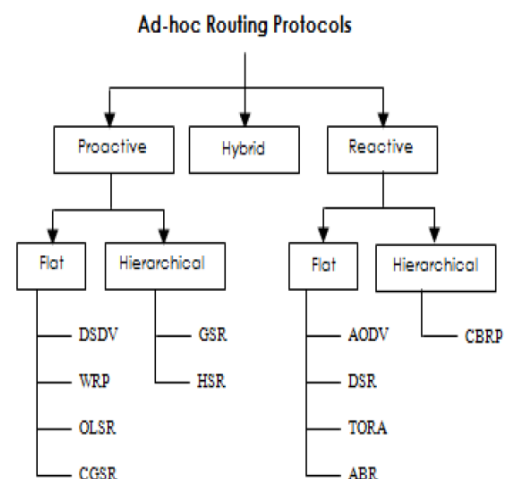 Ad-hoc Routing Protocols
Proactive
Hybrid
Reactive
Flat
Hierarchical
Flat
Hierarchical
DSDV
GSR
AODV
CBRP
WRP
HSR
DSR
OLSR
TORA
CGSR
ABR